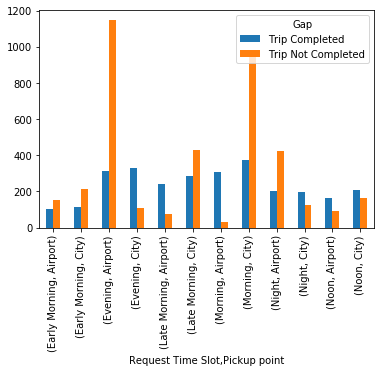 1200
1000
800
600
400
200
0
Gap
Trip Completed
Trip Not Completed
(Early Morning, Airport)
(Early Morning, City)
(Evening, Airport)
(Evening, City)
(Late Morning, Airport)
(Late Morning, City)
(Morning, Airport)
(Morning, City)
(Night, Airport)
(Night, City)
(Noon, Airport)
(Noon, City)
Request Time Slot,Pickup point